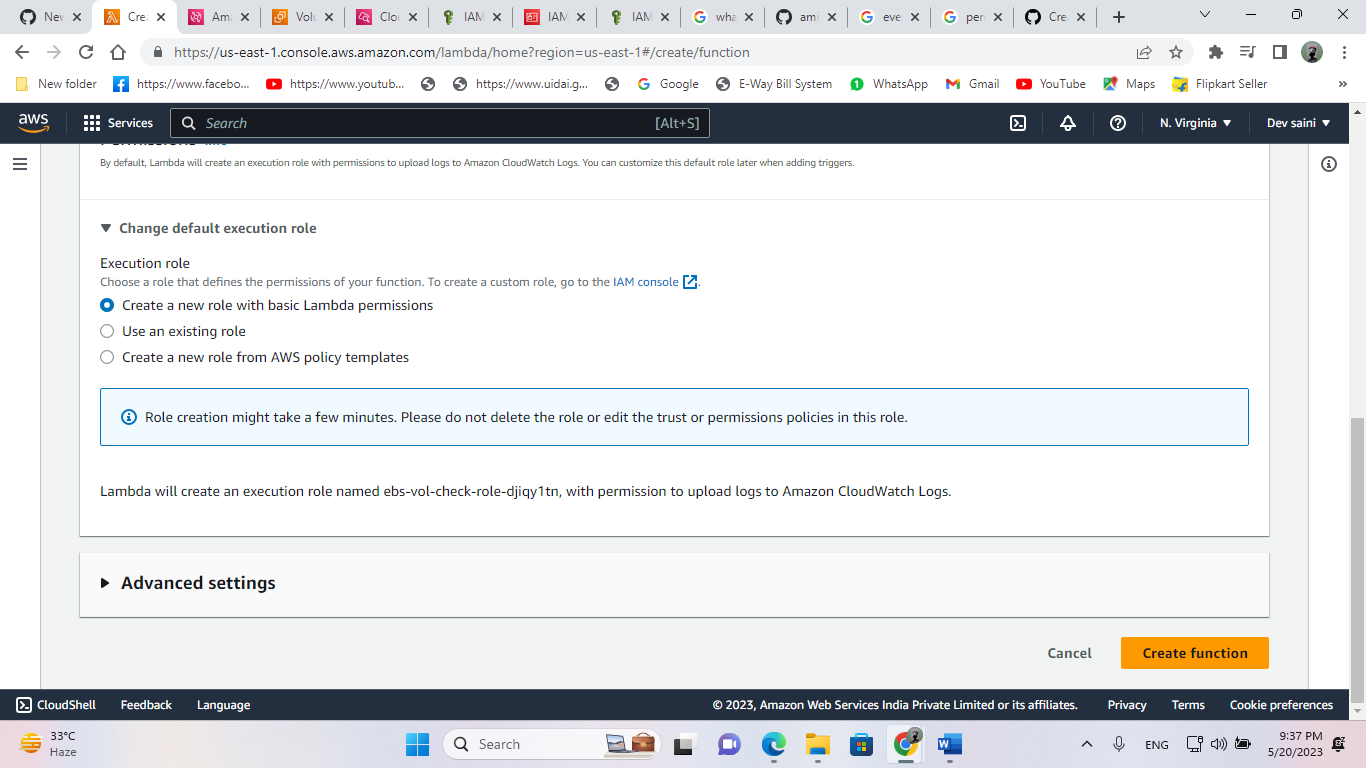 New
Crea
Ama
Volu
Clou
IAM
IAM
IAM
wha
ami
eve
per
Cre
https://us-east-1.console.aws.amazon.com/lambda/home?region=us-east-1#/create/function
New folder
https://www.facebo...
https://www.youtub...
https://www.uidai.g...
Google
E-Way Bill System
WhatsApp
Gmail
YouTube
Maps
Flipkart Seller
»
aws
Services
Search
[Alt+S]
N. Virginia
Dev saini
By default, Lambda will create an execution role with permissions to upload logs to Amazon CloudWatch Logs. You can customize this default role later when adding triggers.
Change default execution role
Execution role
Choose a role that defines the permissions of your function. To create a custom role, go to the IAM console.
Create a new role with basic Lambda permissions
Use an existing role
Create a new role from AWS policy templates
Role creation might take a few minutes. Please do not delete the role or edit the trust or permissions policies in this role.
Lambda will create an execution role named ebs-vol-check-role-djiqy1tn, with permission to upload logs to Amazon CloudWatch Logs.
Advanced settings
Cancel
Create function
CloudShell
Feedback
Language
© 2023, Amazon Web Services India Private Limited or its affiliates.
Privacy
Terms
Cookie preferences
33°C
Haze
Search
2
ENG
9:37 PM
5/20/2023